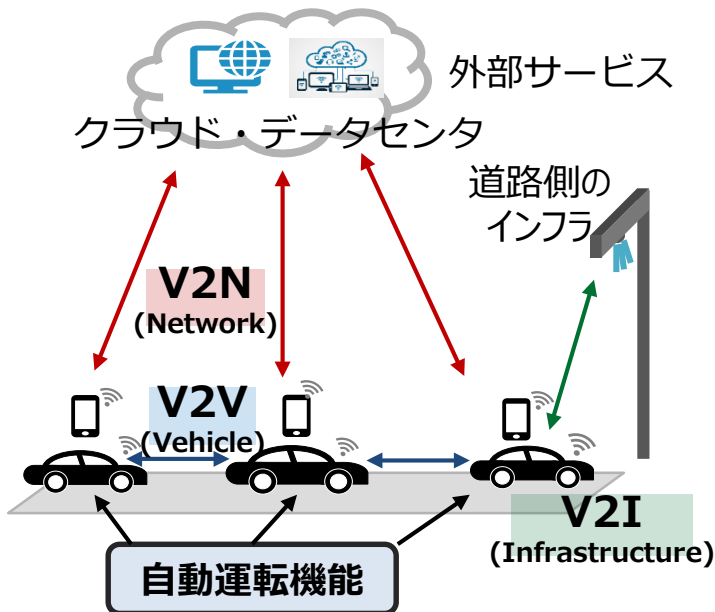 外部サービス
クラウド・データセンタ
道路側の
インフラ
V2N
(Network)
V2V
(Vehicle)
V2I
(Infrastructure)
自動運転機能